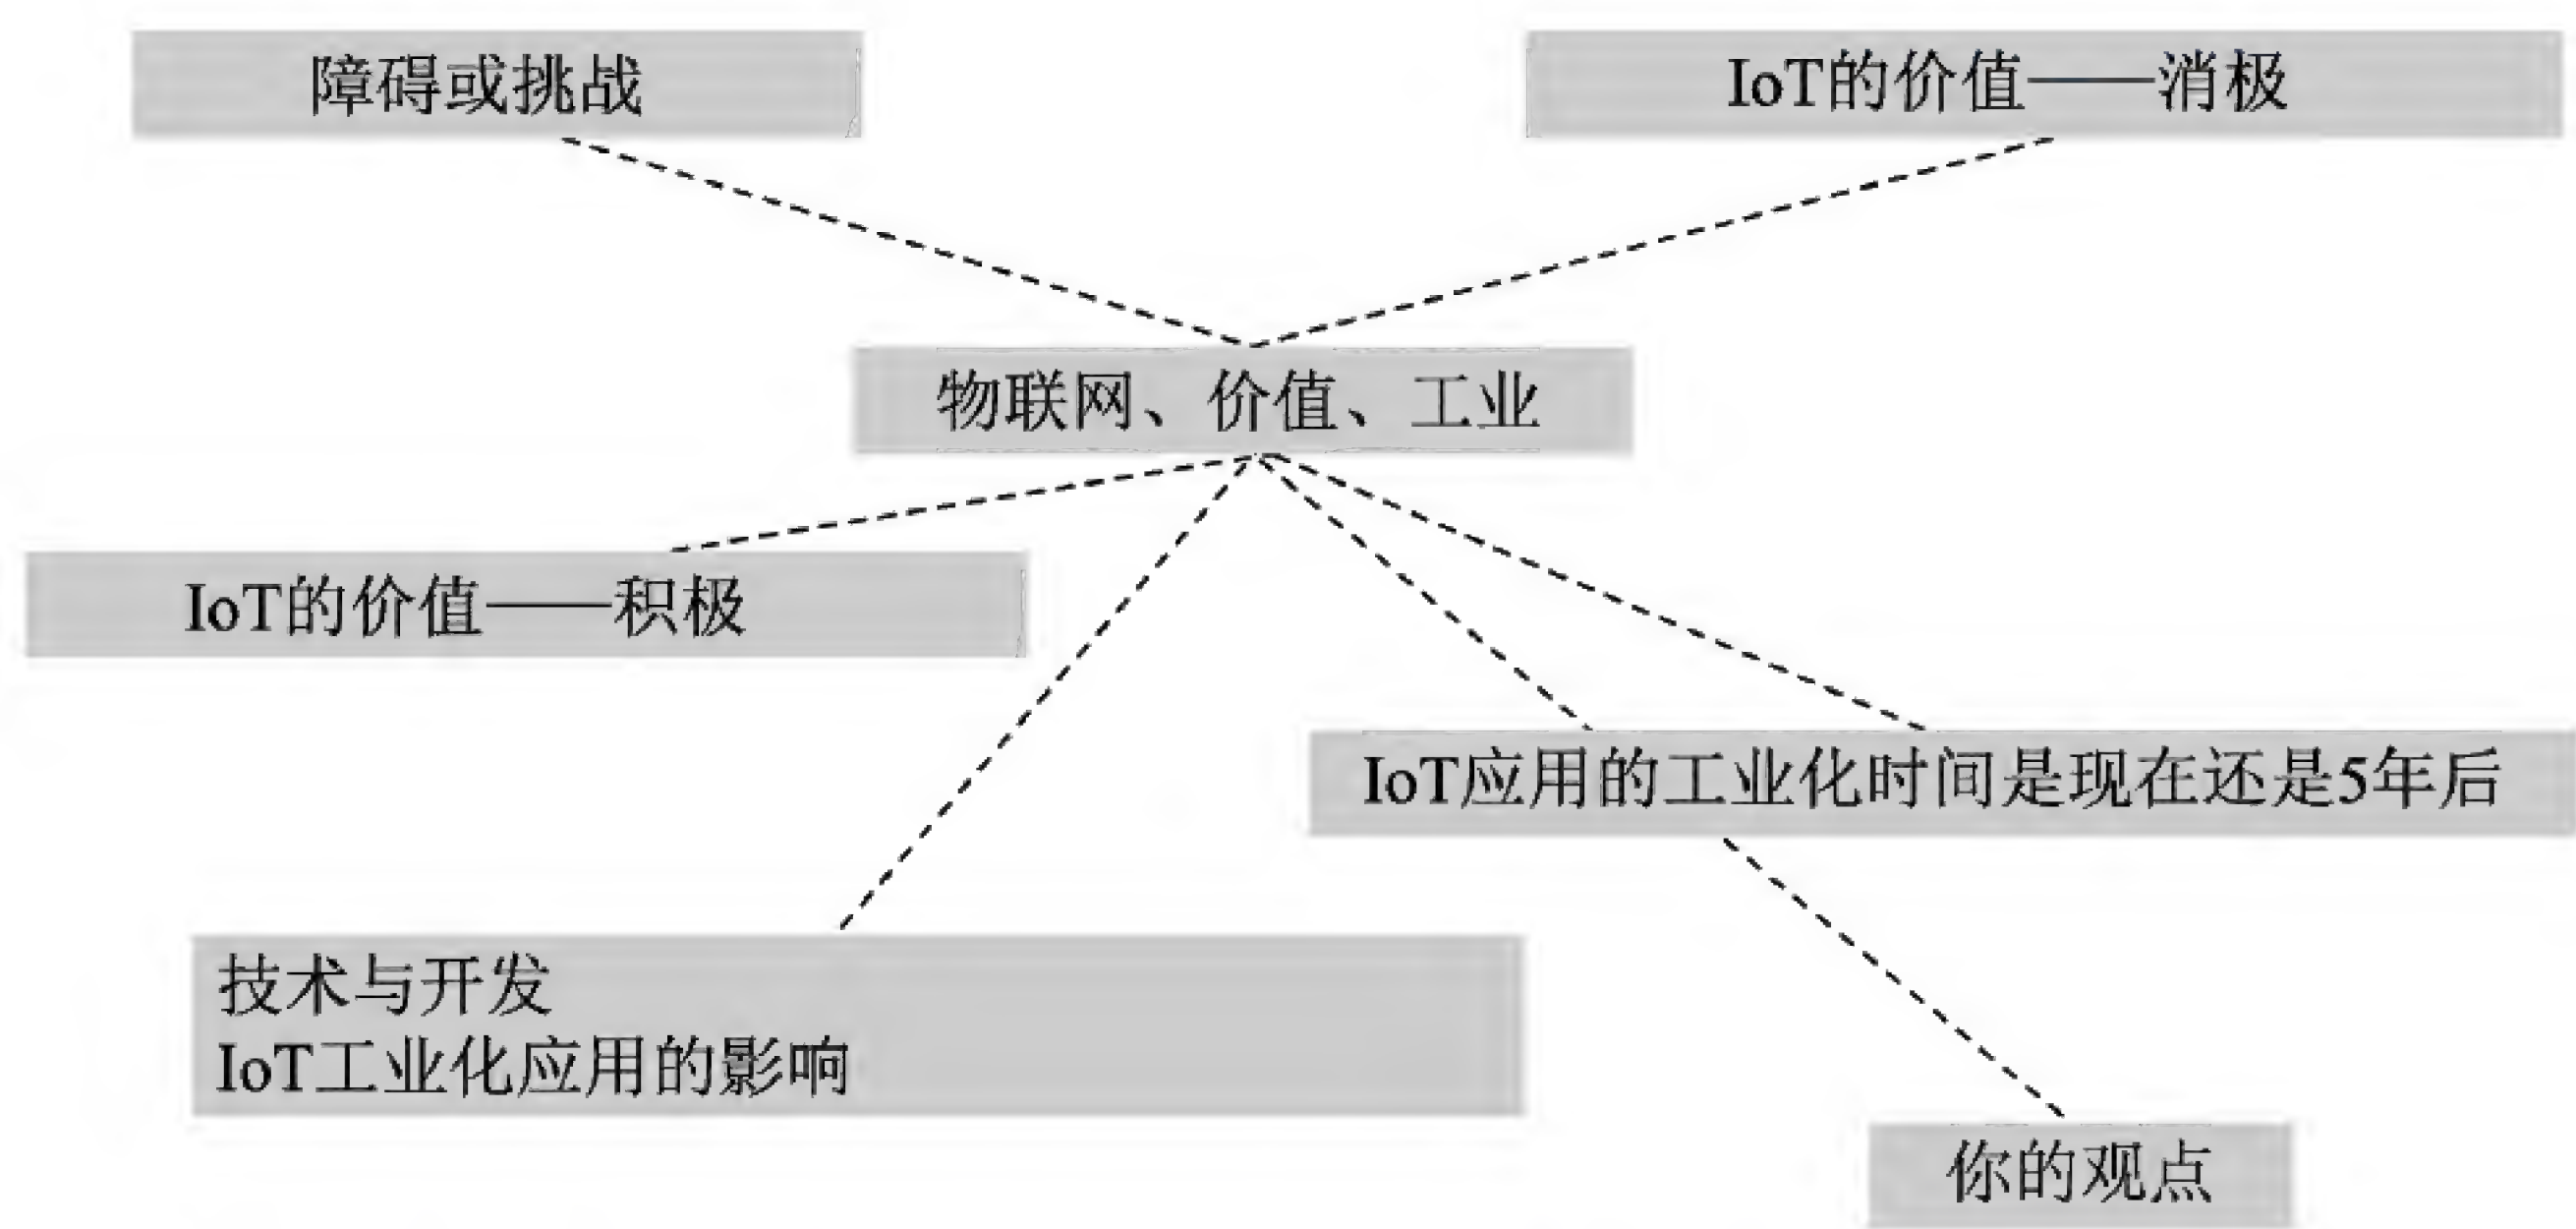 障碍或挑战
IoT的价值——消极
物联网、价值、工业
IoT的价值——积极
IoT应用的工业化时间是现在还是5年后
技术与开发
IoT工业化应用的影响
你的观点